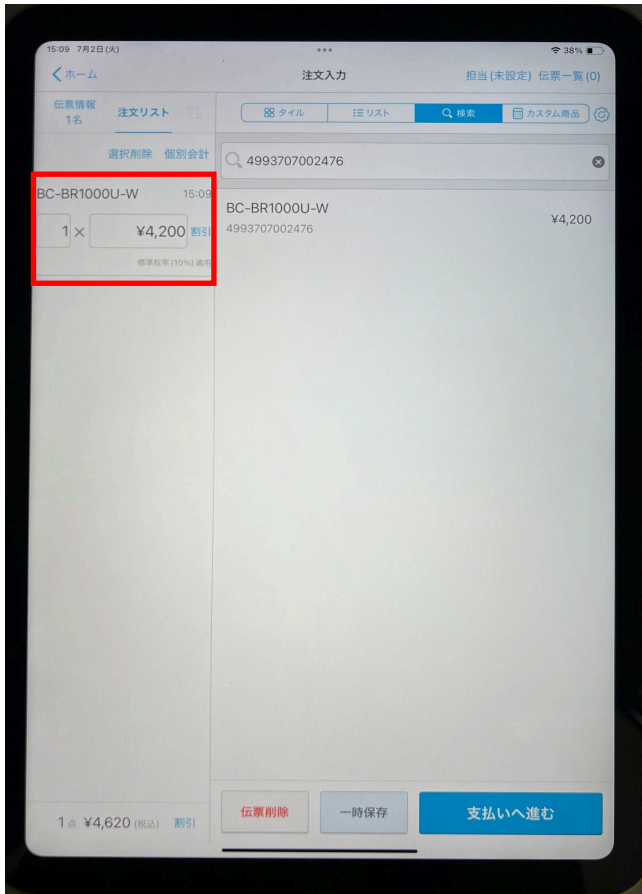 15:09 7月2日(火)
38%
ホーム
注文入力
担当 (未設定) 伝票一覧 (0)
伝票情報
1名
注文リスト
タイル
リスト
検索
カスタム商品
選択削除 個別会計
4993707002476
BC-BR1000U-W 15:09
1 × ¥4,200 割引
標準税率 (10%) 適用
BC-BR1000U-W
4993707002476
¥4,200
1点 ¥4,620 (税込) 割引
伝票削除
一時保存
支払いへ進む